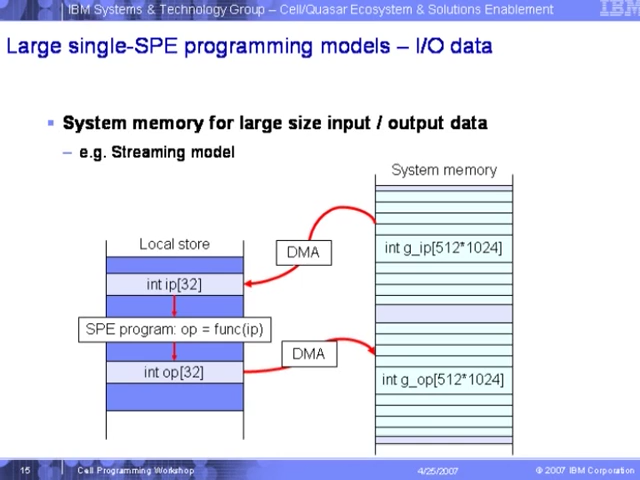 IBM Systems & Technology Group – Cell/Quasar Ecosystem & Solutions Enablement
IBM
Large single-SPE programming models – I/O data
System memory for large size input / output data
– e.g. Streaming model
System memory
Local store
DMA
int g_ip[512*1024]
int ip[32]
SPE program: op = func(ip)
DMA
int op[32]
int g_op[512*1024]
15
Cell Programming Workshop
4/25/2007
© 2007 IBM Corporation